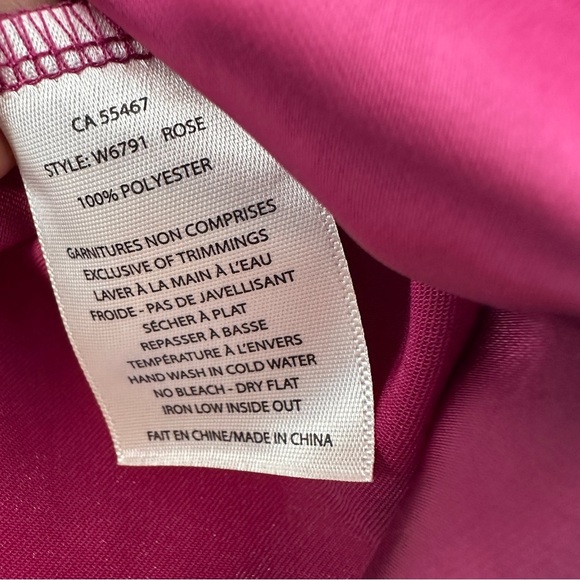 CA 55467
STYLE: W6791 ROSE
100% POLYESTER
GARNITURES NON COMPRISES
EXCLUSIVE OF TRIMMINGS
LAVER À LA MAIN À L'EAU
FROIDE - PAS DE JAVELLISANT
SÉCHER À PLAT
REPASSER À BASSE
TEMPÉRATURE À L'ENVERS
HAND WASH IN COLD WATER
NO BLEACH - DRY FLAT
IRON LOW INSIDE OUT
FAIT EN CHINE/MADE IN CHINA